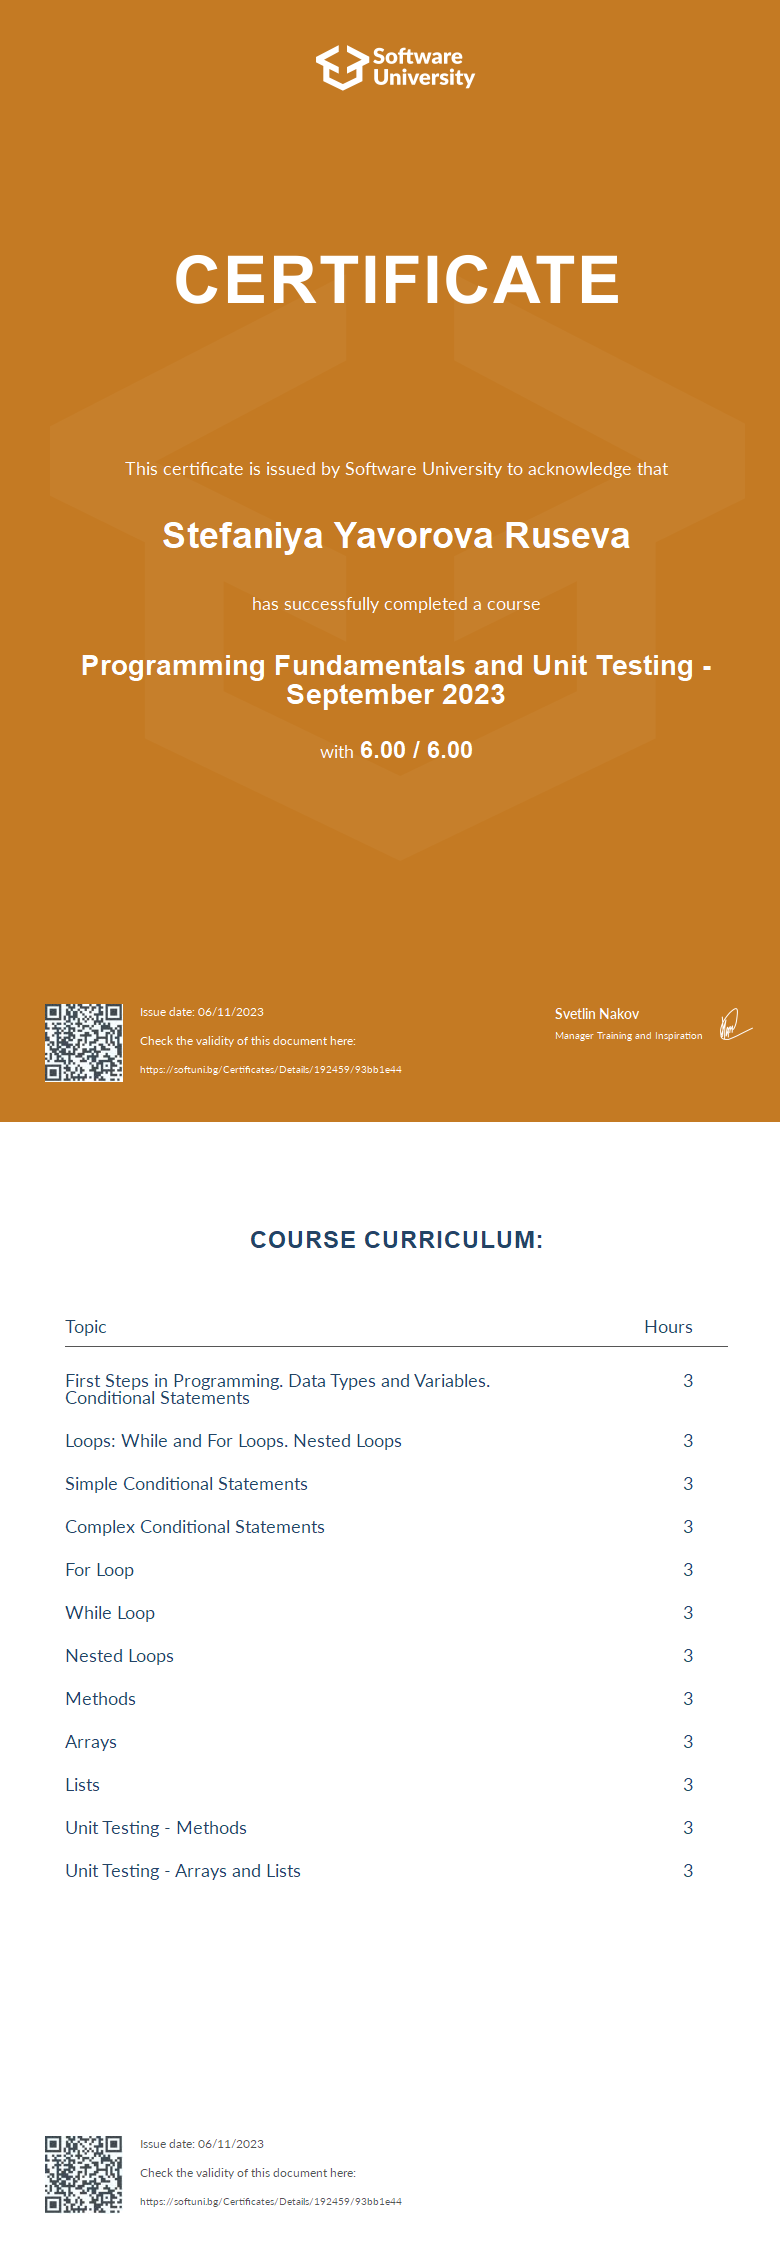 Software
University
CERTIFICATE
This certificate is issued by Software University to acknowledge that
Stefaniya Yavorova Ruseva
has successfully completed a course
Programming Fundamentals and Unit Testing -
September 2023
with 6.00 / 6.00
Issue date: 06/11/2023
Check the validity of this document here:
https://softuni.bg/Certificates/Details/192459/93bb1e44
Svetlin Nakov
Manager Training and Inspiration
COURSE CURRICULUM:
Topic Hours
First Steps in Programming. Data Types and Variables. 3
Conditional Statements
Loops: While and For Loops. Nested Loops 3
Simple Conditional Statements 3
Complex Conditional Statements 3
For Loop 3
While Loop 3
Nested Loops 3
Methods 3
Arrays 3
Lists 3
Unit Testing - Methods 3
Unit Testing - Arrays and Lists 3
Issue date: 06/11/2023
Check the validity of this document here:
https://softuni.bg/Certificates/Details/192459/93bb1e44